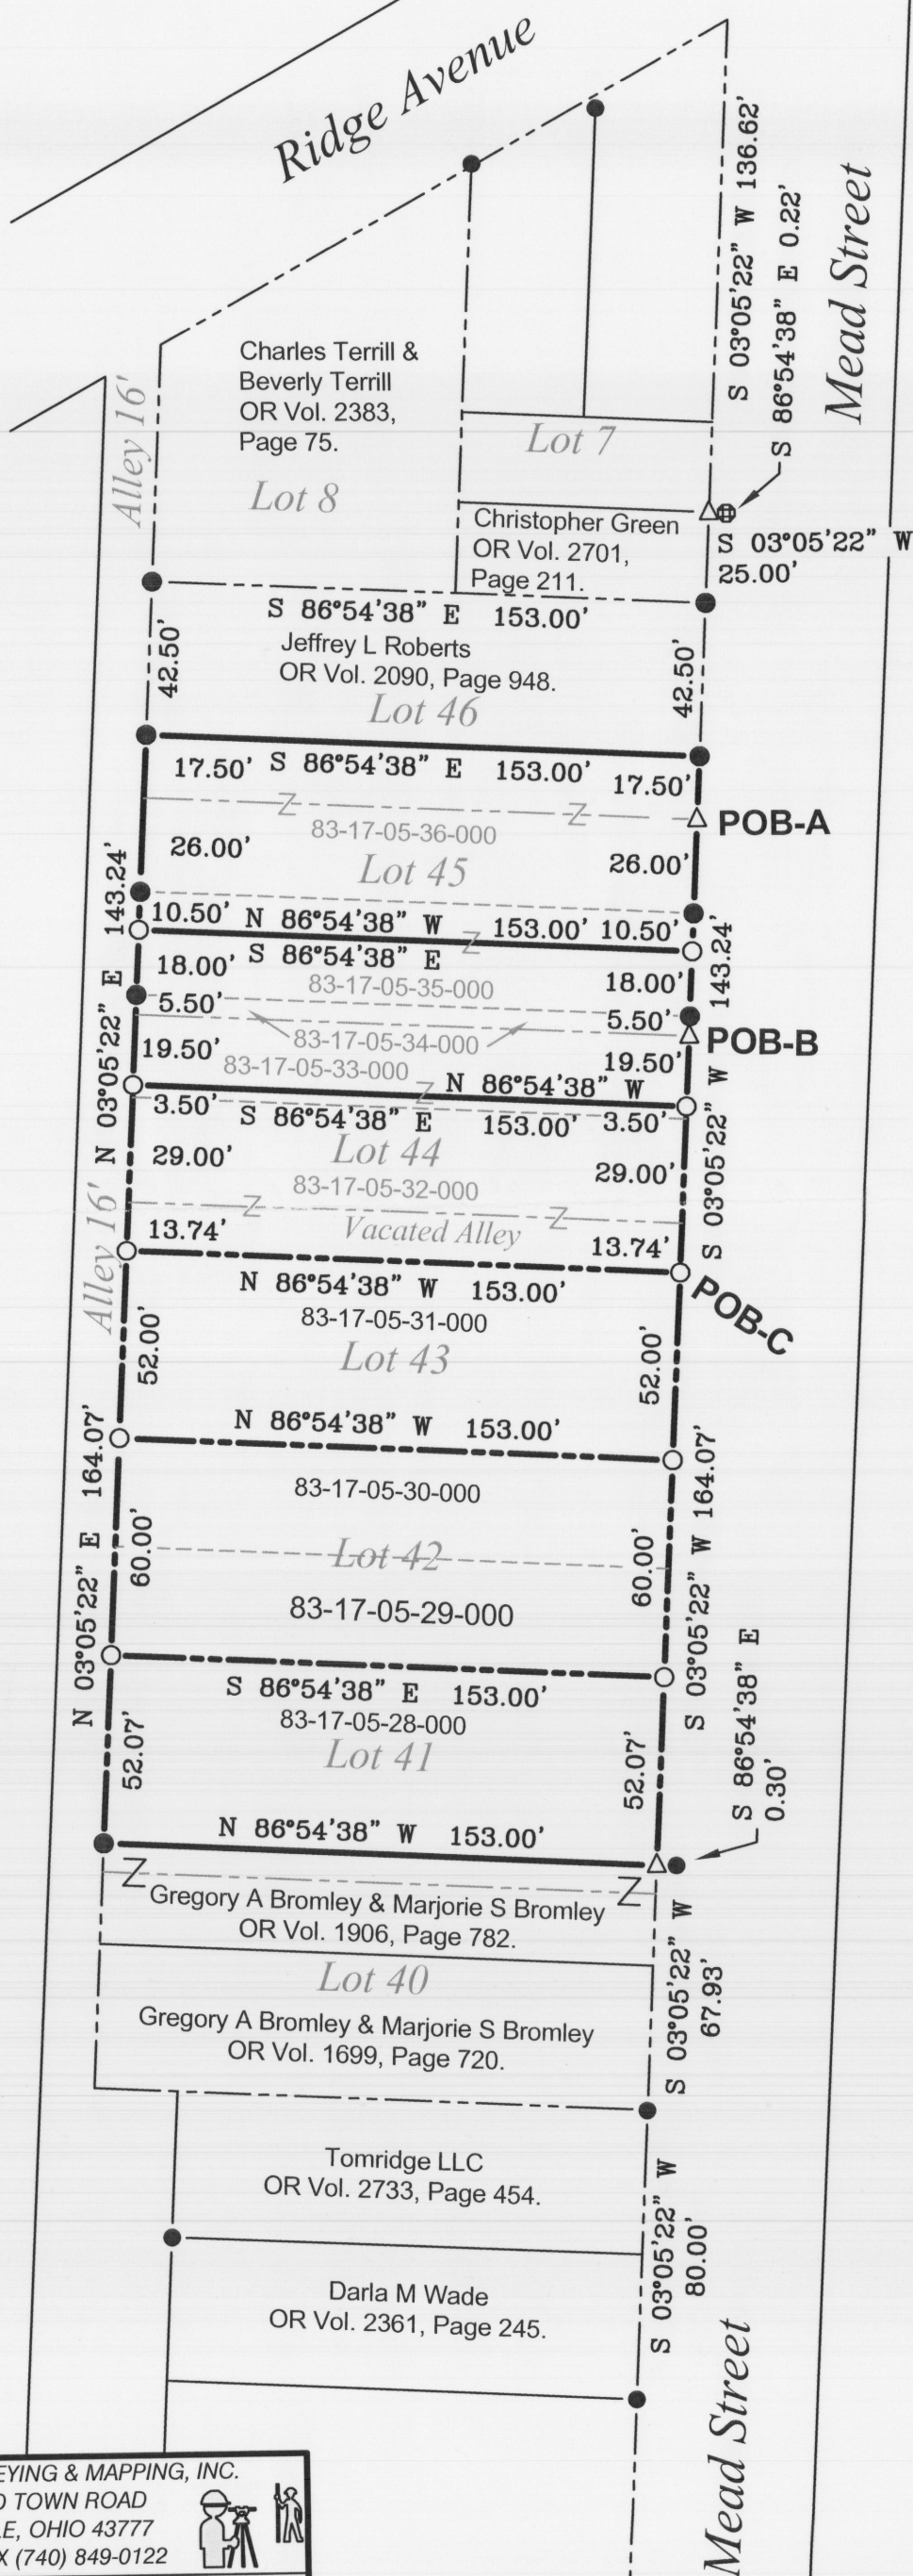 Ridge Avenue
S 03°05'22" W 136.62'
S 86°54'38" E 0.22'
Mead Street
Alley 16'
Charles Terrill &
Beverly Terrill
OR Vol. 2383,
Page 75.
Lot 8
Lot 7
Christopher Green
OR Vol. 2701,
Page 211.
S 03°05'22" W
25.00'
S 86°54'38" E 153.00'
42.50'
Jeffrey L Roberts
OR Vol. 2090, Page 948.
42.50'
Lot 46
17.50' S 86°54'38" E 153.00' 17.50'
POB-A
83-17-05-36-000
26.00' Lot 45 26.00'
143.24'
10.50' N 86°54'38" W 153.00' 10.50'
18.00' S 86°54'38" E 18.00'
143.24'
83-17-05-35-000
5.50' 5.50'
83-17-05-34-000
POB-B
19.50' 19.50'
83-17-05-33-000
N 86°54'38" W
N 03°05'22" E
S 03°05'22" W
3.50' S 86°54'38" E 153.00' 3.50'
Lot 44
29.00' 29.00'
83-17-05-32-000
Vacated Alley
13.74' 13.74'
Alley 16'
N 86°54'38" W 153.00'
POB-C
83-17-05-31-000
52.00' Lot 43 52.00'
N 86°54'38" W 153.00'
N 03°05'22" E 164.07'
S 03°05'22" W 164.07'
83-17-05-30-000
60.00' Lot 42 60.00'
83-17-05-29-000
S 86°54'38" E 153.00'
83-17-05-28-000
52.07' Lot 41 52.07'
S 86°54'38" E
0.30'
N 86°54'38" W 153.00'
Z Z
Gregory A Bromley & Marjorie S Bromley
OR Vol. 1906, Page 782.
Lot 40
S 03°05'22" W
67.93'
Gregory A Bromley & Marjorie S Bromley
OR Vol. 1699, Page 720.
Tomridge LLC
OR Vol. 2733, Page 454.
S 03°05'22" W
80.00'
Darla M Wade
OR Vol. 2361, Page 245.
Mead Street
EYING & MAPPING, INC.
TOWN ROAD
E, OHIO 43777
X (740) 849-0122